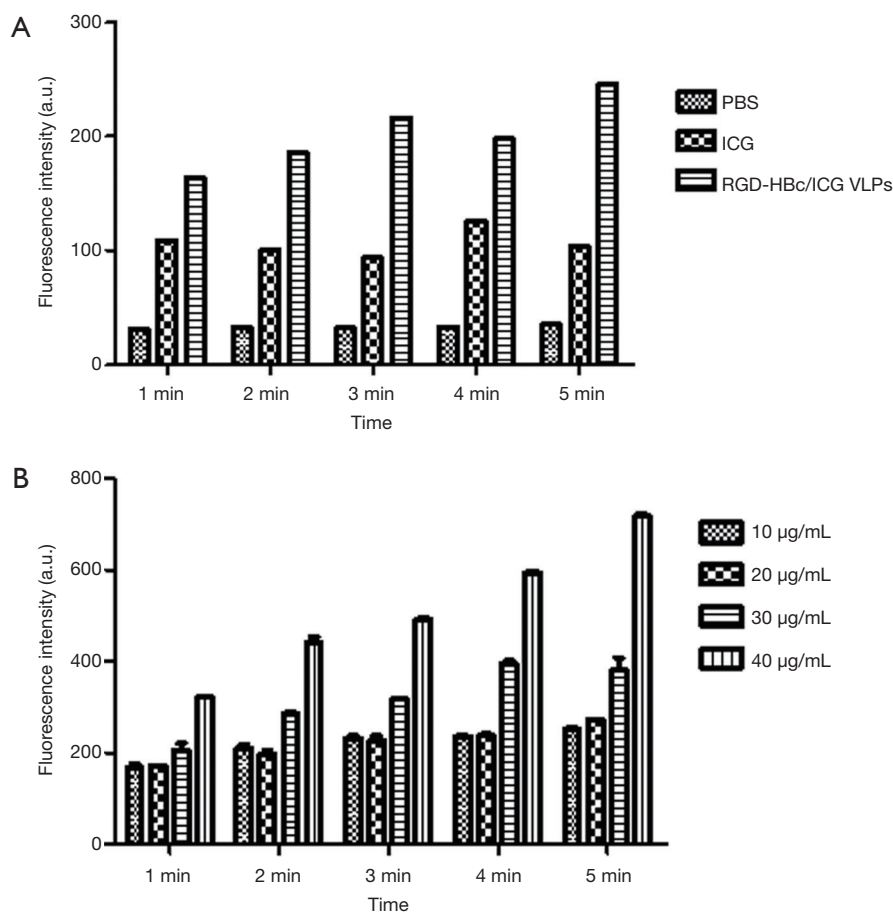 A
Fluorescence intensity (a.u.)
300
200
100
0
1 min 2 min 3 min 4 min 5 min
Time
PBS
ICG
RGD-HBc/ICG VLPs
B
Fluorescence intensity (a.u.)
800
600
400
200
0
1 min 2 min 3 min 4 min 5 min
Time
10 µg/mL
20 µg/mL
30 µg/mL
40 µg/mL